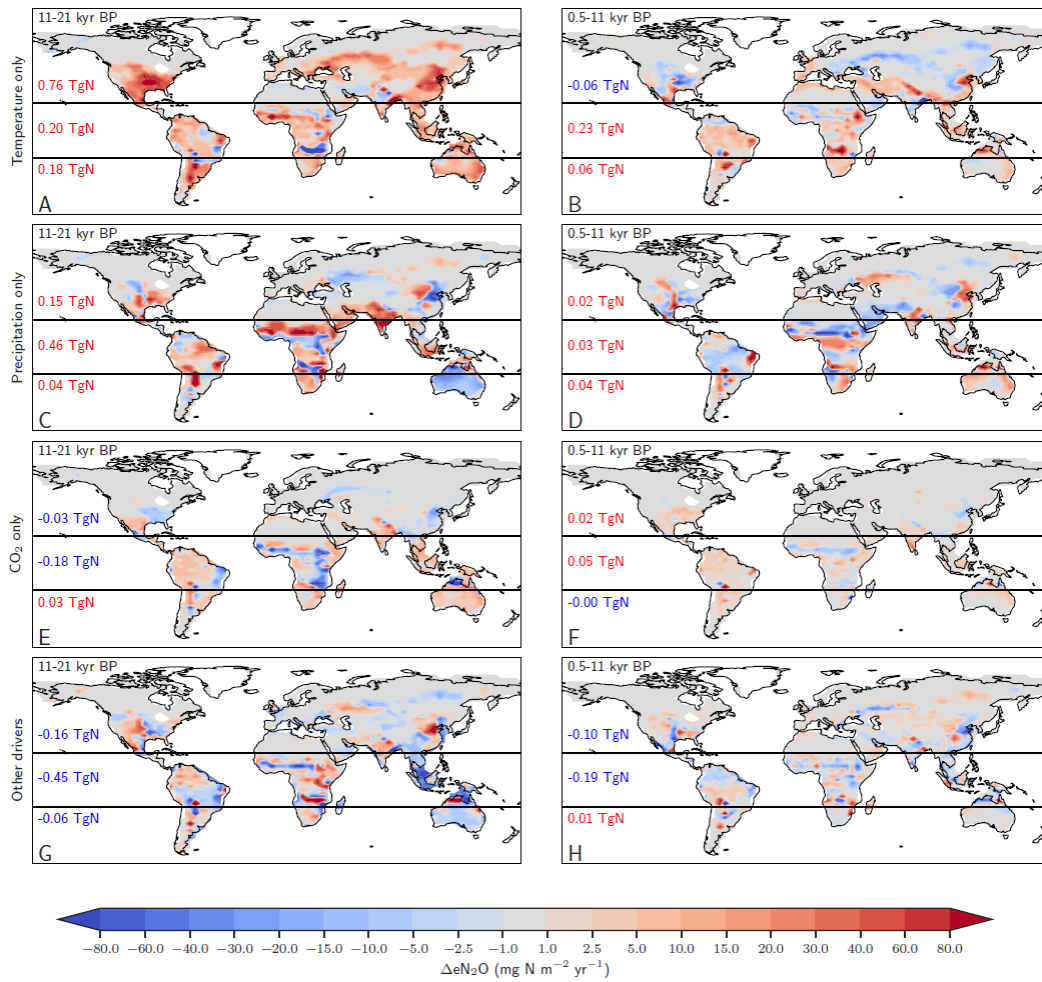 11-21 kyr BP
0.76 TgN
0.20 TgN
0.18 TgN
A
Temperature only
0.5-11 kyr BP
-0.06 TgN
0.23 TgN
0.06 TgN
B
11-21 kyr BP
0.15 TgN
0.46 TgN
0.04 TgN
C
Precipitation only
0.5-11 kyr BP
0.02 TgN
0.03 TgN
0.04 TgN
D
11-21 kyr BP
-0.03 TgN
-0.18 TgN
0.03 TgN
E
CO₂ only
0.5-11 kyr BP
0.02 TgN
0.05 TgN
-0.00 TgN
F
11-21 kyr BP
-0.16 TgN
-0.45 TgN
-0.06 TgN
G
Other drivers
0.5-11 kyr BP
-0.10 TgN
-0.19 TgN
0.01 TgN
H
−80.0 −60.0 −40.0 −30.0 −20.0 −15.0 −10.0 −5.0 −2.5 −1.0 1.0 2.5 5.0 10.0 15.0 20.0 30.0 40.0 60.0 80.0
ΔeN₂O (mg N m⁻² yr⁻¹)